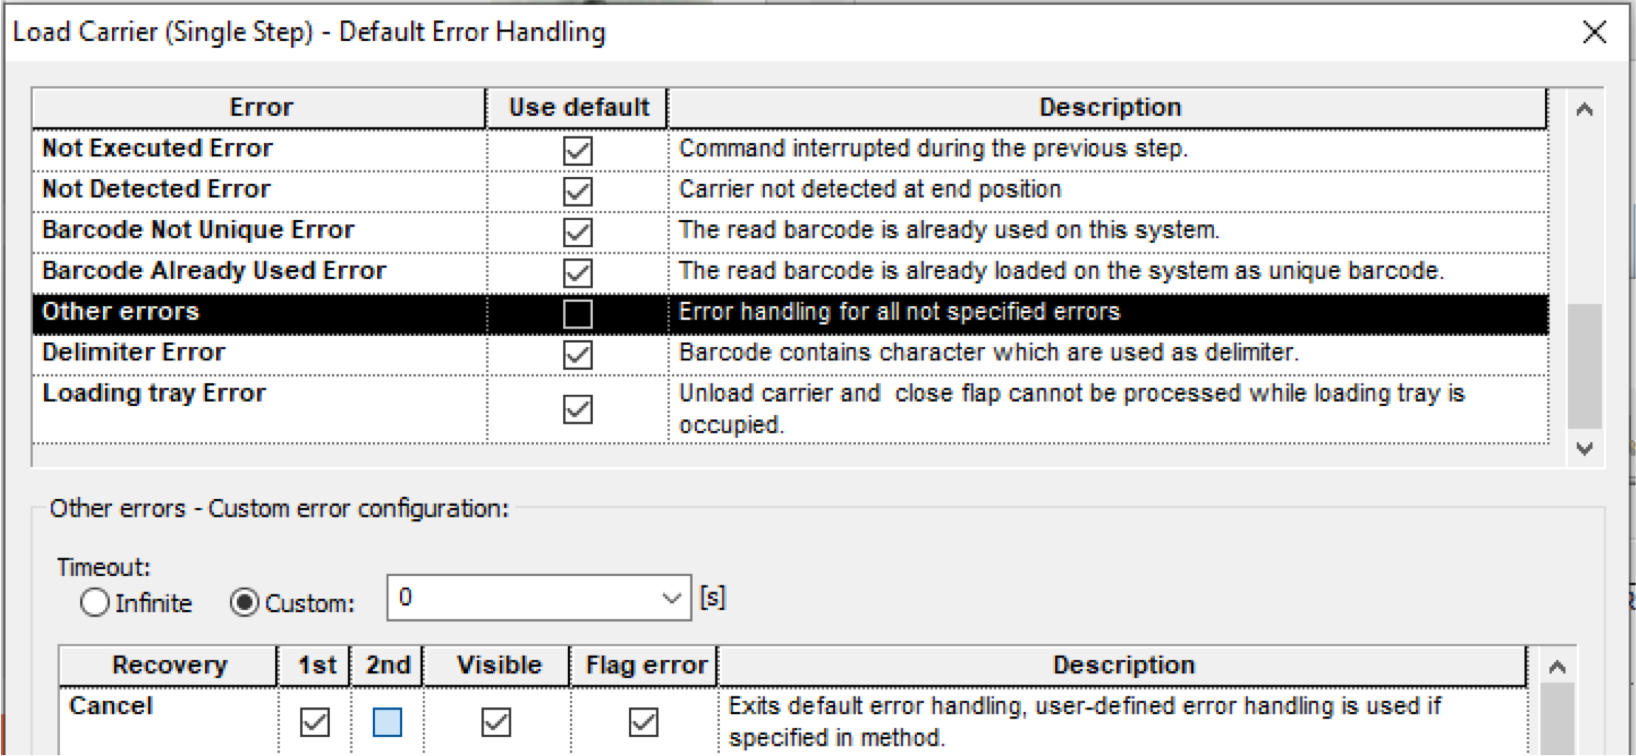 Load Carrier (Single Step) - Default Error Handling
Error Use default Description
Not Executed Error Command interrupted during the previous step.
Not Detected Error Carrier not detected at end position
Barcode Not Unique Error The read barcode is already used on this system.
Barcode Already Used Error The read barcode is already loaded on the system as unique barcode.
Other errors Error handling for all not specified errors
Delimiter Error Barcode contains character which are used as delimiter.
Loading tray Error Unload carrier and close flap cannot be processed while loading tray is
occupied.
Other errors - Custom error configuration:
Timeout:
Infinite Custom: 0 [s]
Recovery 1st 2nd Visible Flag error Description
Cancel Exits default error handling, user-defined error handling is used if
specified in method.